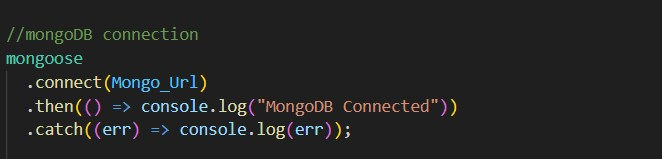 //mongoDB connection
mongoose
  .connect(Mongo_Url)
  .then(() => console.log("MongoDB Connected"))
  .catch((err) => console.log(err));